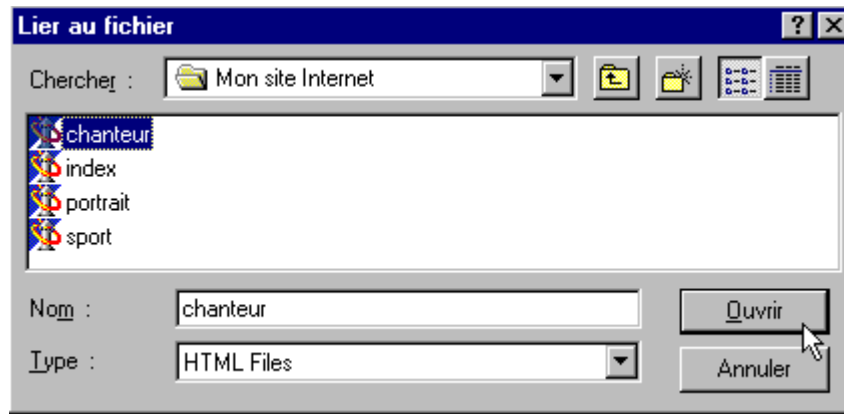 Lier au fichier
Chercher : Mon site Internet
chanteur
index
portrait
sport
Nom : chanteur Ouvrir
Type : HTML Files Annuler